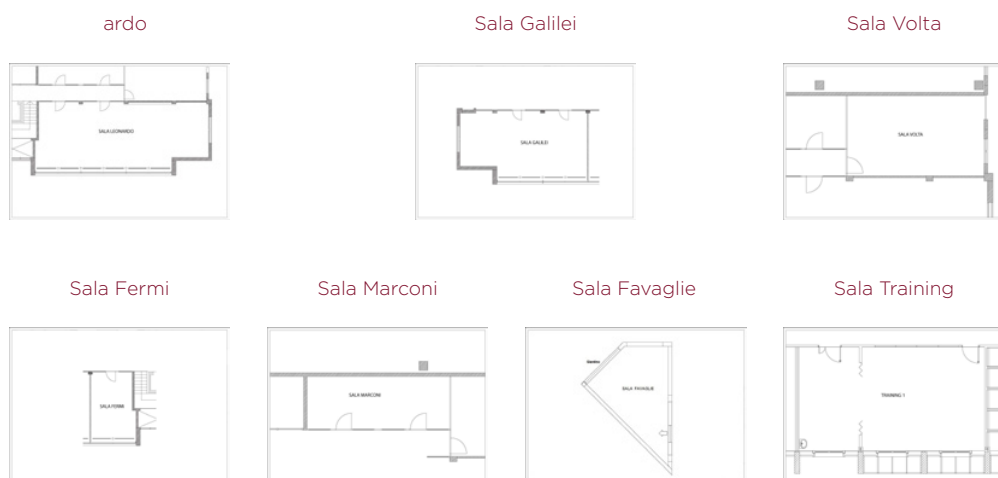 ardo
Sala Galilei
Sala Volta
SALA LEONARDO
SALA GALILEI
SALA VOLTA
Sala Fermi
Sala Marconi
Sala Favaglie
Sala Training
SALA FERMI
SALA MARCONI
SALA FAVAGLIE
TRAINING 1